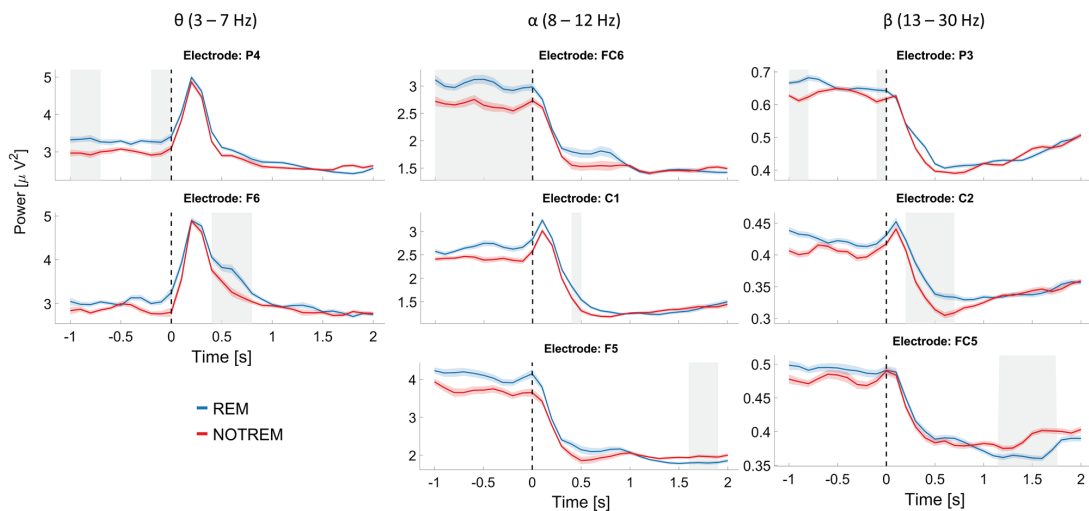 θ (3 – 7 Hz)
α (8 – 12 Hz)
β (13 – 30 Hz)
Electrode: P4
5
4
3
Electrode: FC6
3
2.5
2
1.5
Electrode: P3
0.7
0.6
0.5
0.4
Power [μ V²]
Electrode: F6
5
4
3
-1
-0.5
0
0.5
1
1.5
2
Time [s]
Electrode: C1
3
2.5
2
1.5
Electrode: C2
0.45
0.4
0.35
0.3
REM
NOTREM
Electrode: F5
4
3
2
-1
-0.5
0
0.5
1
1.5
2
Time [s]
Electrode: FC5
0.5
0.45
0.4
0.35
-1
-0.5
0
0.5
1
1.5
2
Time [s]